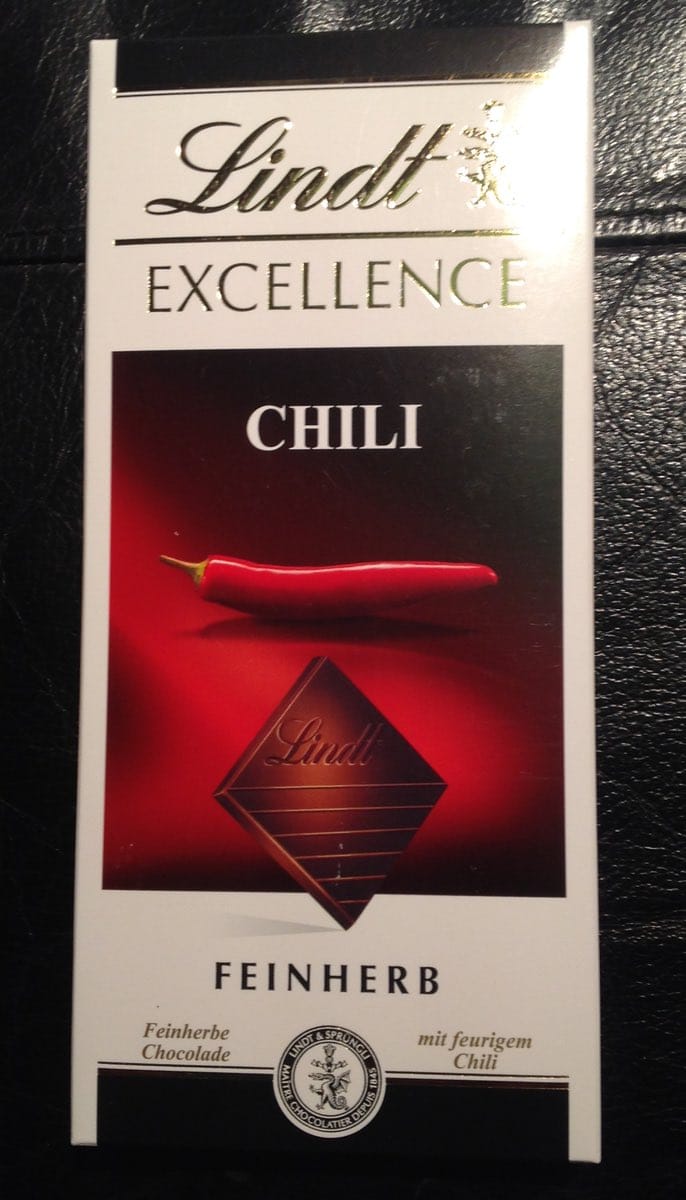 Lindt
EXCELLENCE
CHILI
Lindt
FEINHERB
Feinherbe
Chocolade
mit feurigem
Chili
LINDT & SPRÜNGLI
MAÎTRE CHOCOLATIER DEPUIS 1845